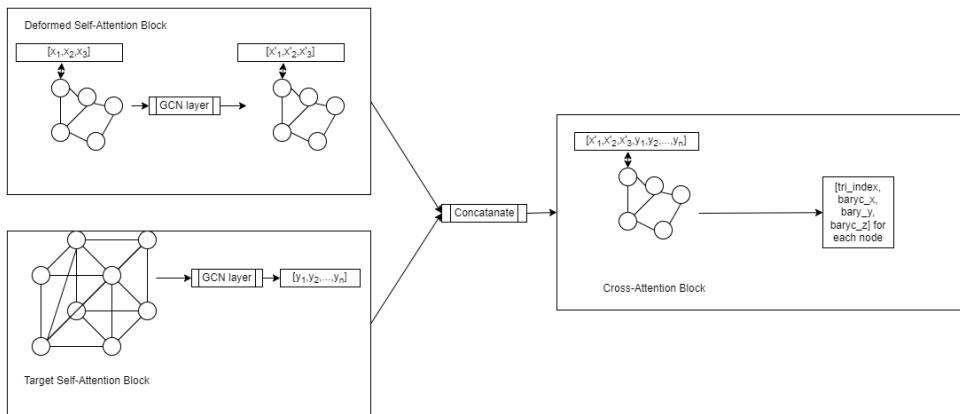 Deformed Self-Attention Block
[x₁,x₂,x₃]
[x'₁,x'₂,x'₃]
GCN layer
Concatanate
[x'₁,x'₂,x'₃,y₁,y₂,...,yₙ]
[tri_index,
baryc_x,
bary_y,
baryc_z] for
each node
Cross-Attention Block
GCN layer
[y₁,y₂,...,yₙ]
Target Self-Attention Block